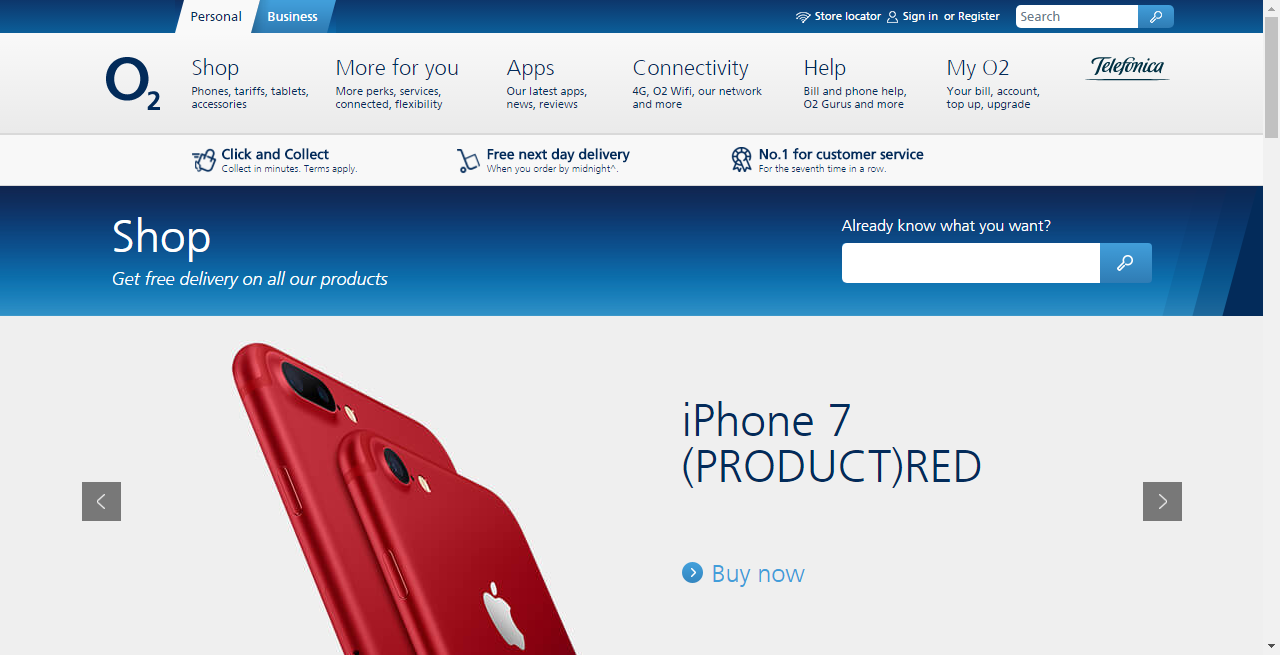 Personal
Business
Store locator
Sign in or Register
Search
O2
Shop
Phones, tariffs, tablets,
accessories
More for you
More perks, services,
connected, flexibility
Apps
Our latest apps,
news, reviews
Connectivity
4G, O2 Wifi, our network
and more
Help
Bill and phone help,
O2 Gurus and more
My O2
Your bill, account,
top up, upgrade
Telefónica
Click and Collect
Collect in minutes. Terms apply.
Free next day delivery
When you order by midnight^.
No.1 for customer service
For the seventh time in a row.
Shop
Get free delivery on all our products
Already know what you want?
iPhone 7
(PRODUCT)RED
Buy now